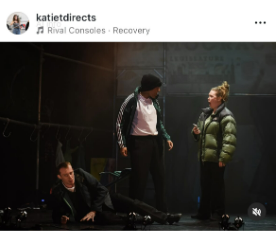 katietdirects
Rival Consoles · Recovery